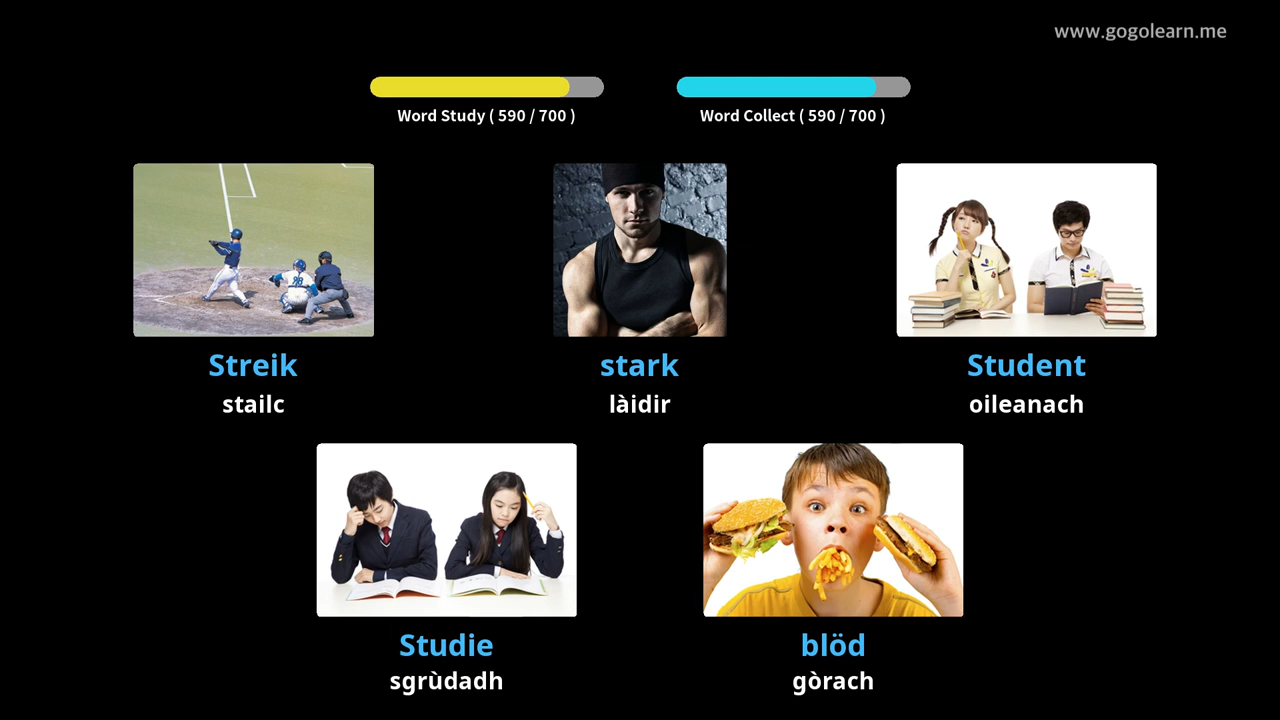 www.gogolearn.me
Word Study ( 590 / 700 )
Word Collect ( 590 / 700 )
Streik
stailc
stark
làidir
Student
oileanach
Studie
sgrùdadh
blöd
gòrach